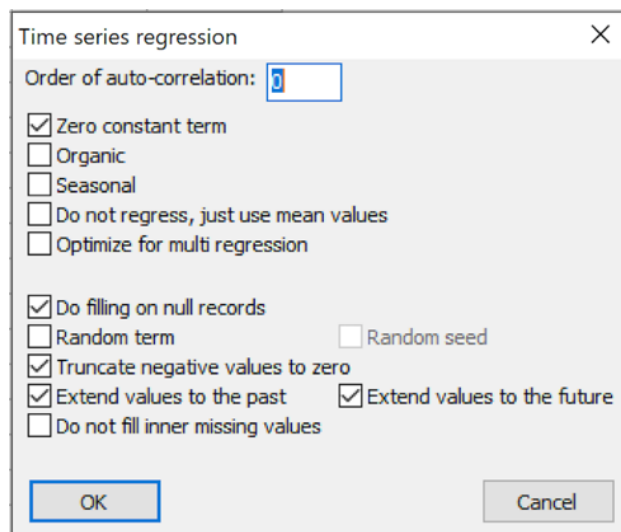 Time series regression
Order of auto-correlation: 0
Zero constant term
Organic
Seasonal
Do not regress, just use mean values
Optimize for multi regression
Do filling on null records
Random term Random seed
Truncate negative values to zero
Extend values to the past Extend values to the future
Do not fill inner missing values
OK Cancel